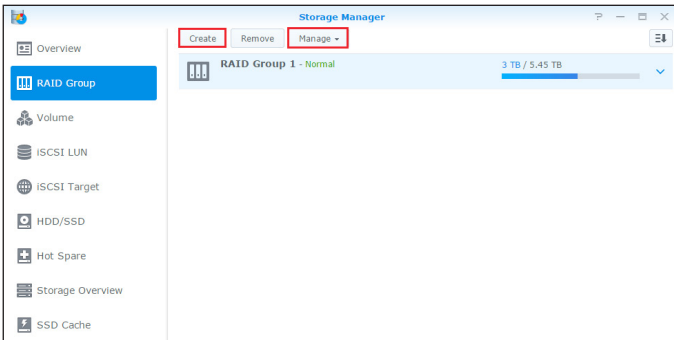 Storage Manager
Create Remove Manage
Overview
RAID Group
Volume
iSCSI LUN
iSCSI Target
HDD/SSD
Hot Spare
Storage Overview
SSD Cache
RAID Group 1 - Normal
3 TB / 5.45 TB